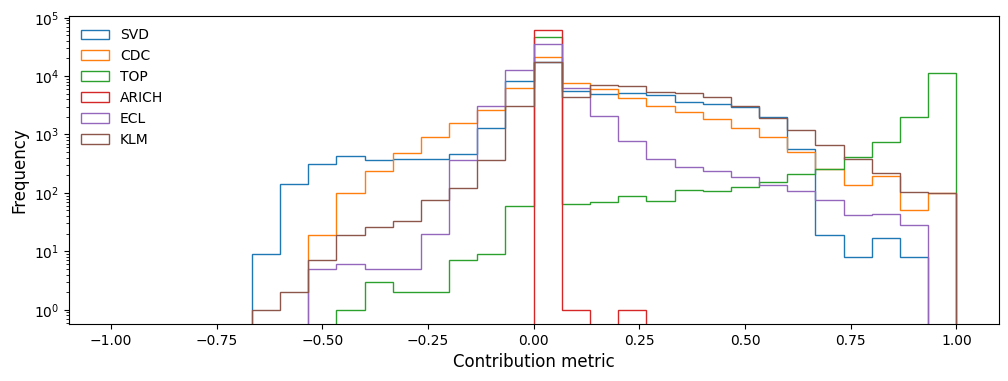 SVD
CDC
TOP
ARICH
ECL
KLM
Frequency
10⁵
10⁴
10³
10²
10¹
10⁰
−1.00 −0.75 −0.50 −0.25 0.00 0.25 0.50 0.75 1.00
Contribution metric